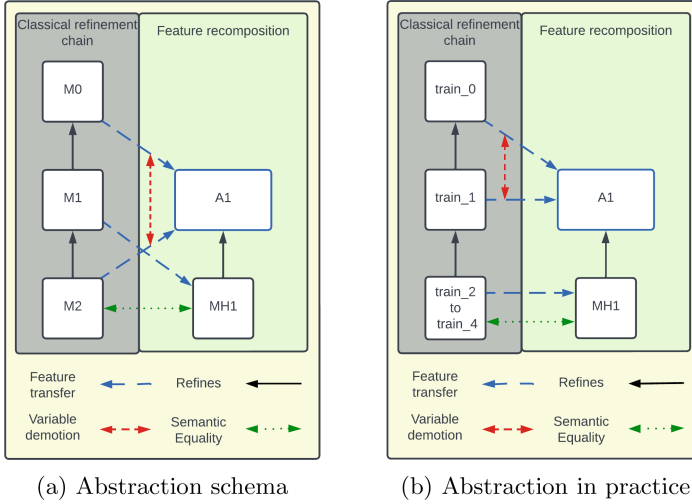 Classical refinement
chain
Feature recomposition
M0
M1
A1
M2
MH1
Feature
transfer
Refines
Variable
demotion
Semantic
Equality
(a) Abstraction schema
Classical refinement
chain
Feature recomposition
train_0
train_1
A1
train_2
to
train_4
MH1
Feature
transfer
Refines
Variable
demotion
Semantic
Equality
(b) Abstraction in practice